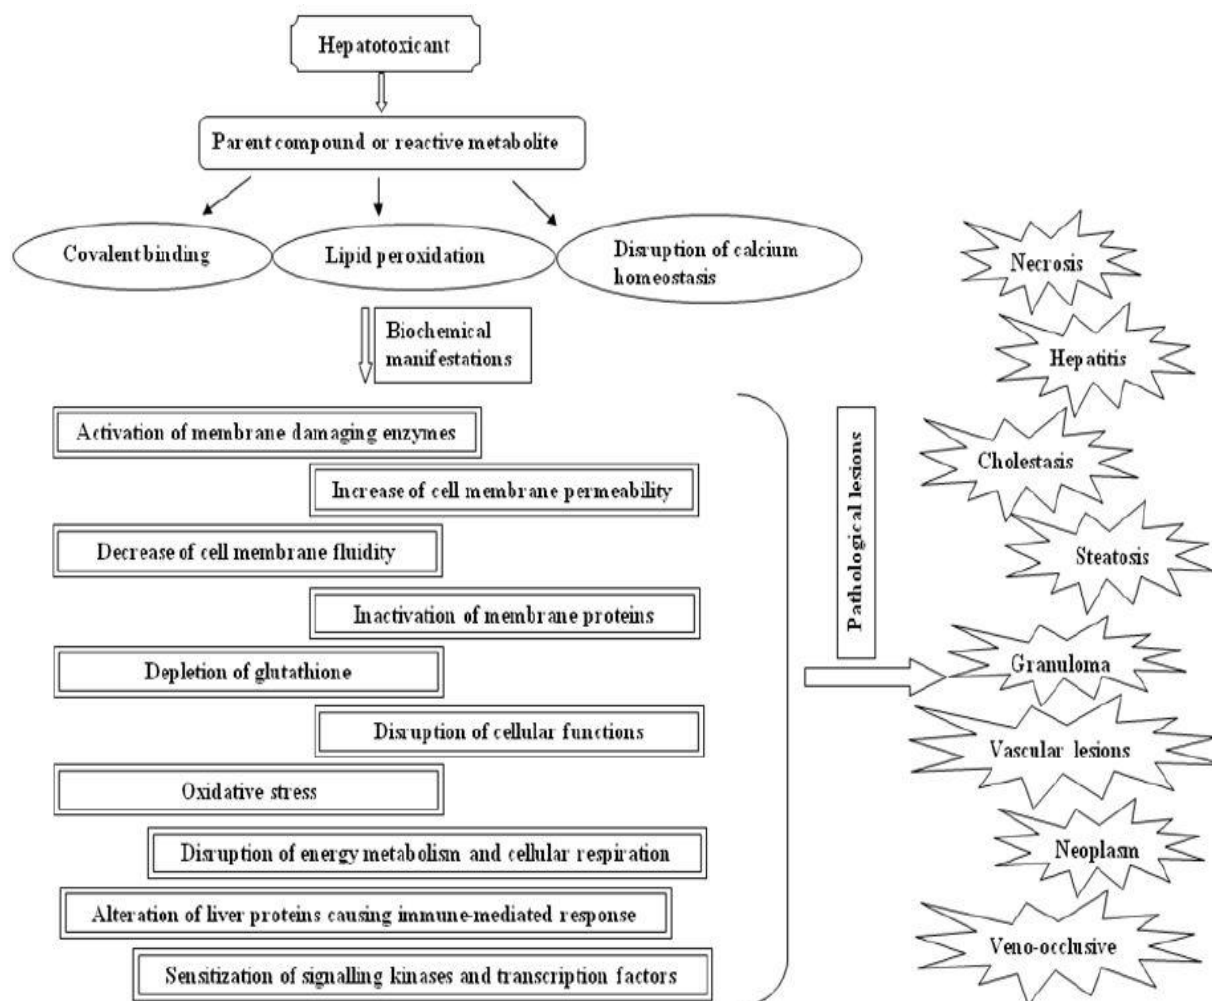 Hepatotoxicant
Parent compound or reactive metabolite
Covalent binding
Lipid peroxidation
Disruption of calcium
homeostasis
Biochemical
manifestations
Activation of membrane damaging enzymes
Increase of cell membrane permeability
Decrease of cell membrane fluidity
Inactivation of membrane proteins
Depletion of glutathione
Disruption of cellular functions
Oxidative stress
Disruption of energy metabolism and cellular respiration
Alteration of liver proteins causing immune-mediated response
Sensitization of signalling kinases and transcription factors
Pathological lesions
Necrosis
Hepatitis
Cholestasis
Steatosis
Granuloma
Vascular lesions
Neoplasm
Veno-occlusive